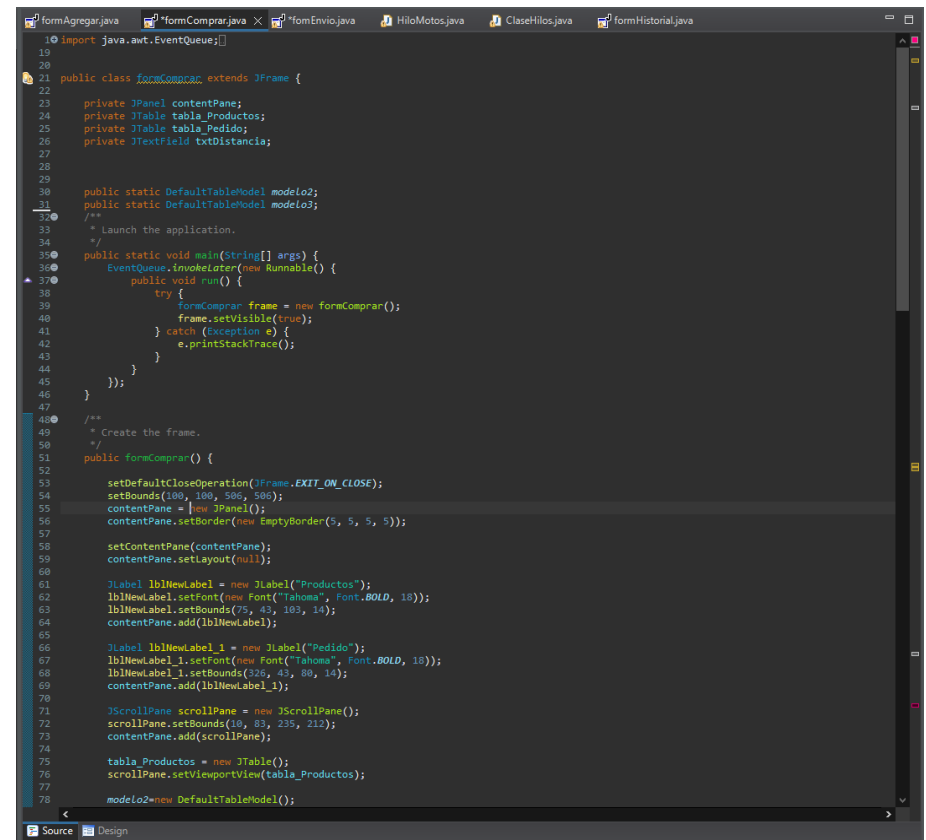 formAgregar.java *formComprar.java *fomEnvio.java HiloMotos.java ClaseHilos.java formHistorial.java
1 import java.awt.EventQueue;
19
20
21 public class formComprar extends JFrame {
22
23 private JPanel contentPane;
24 private JTable tabla_Productos;
25 private JTable tabla_Pedido;
26 private JTextField txtDistancia;
27
28
29
30 public static DefaultTableModel modelo2;
31 public static DefaultTableModel modelo3;
32 /**
33 * Launch the application.
34 */
35 public static void main(String[] args) {
36 EventQueue.invokeLater(new Runnable() {
37 public void run() {
38 try {
39 formComprar frame = new formComprar();
40 frame.setVisible(true);
41 } catch (Exception e) {
42 e.printStackTrace();
43 }
44 }
45 });
46 }
47
48 /**
49 * Create the frame.
50 */
51 public formComprar() {
52
53 setDefaultCloseOperation(JFrame.EXIT_ON_CLOSE);
54 setBounds(100, 100, 506, 506);
55 contentPane = new JPanel();
56 contentPane.setBorder(new EmptyBorder(5, 5, 5, 5));
57
58 setContentPane(contentPane);
59 contentPane.setLayout(null);
60
61 JLabel lblNewLabel = new JLabel("Productos");
62 lblNewLabel.setFont(new Font("Tahoma", Font.BOLD, 18));
63 lblNewLabel.setBounds(75, 43, 103, 14);
64 contentPane.add(lblNewLabel);
65
66 JLabel lblNewLabel_1 = new JLabel("Pedido");
67 lblNewLabel_1.setFont(new Font("Tahoma", Font.BOLD, 18));
68 lblNewLabel_1.setBounds(326, 43, 80, 14);
69 contentPane.add(lblNewLabel_1);
70
71 JScrollPane scrollPane = new JScrollPane();
72 scrollPane.setBounds(10, 83, 235, 212);
73 contentPane.add(scrollPane);
74
75 tabla_Productos = new JTable();
76 scrollPane.setViewportView(tabla_Productos);
77
78 modelo2=new DefaultTableModel();
Source Design